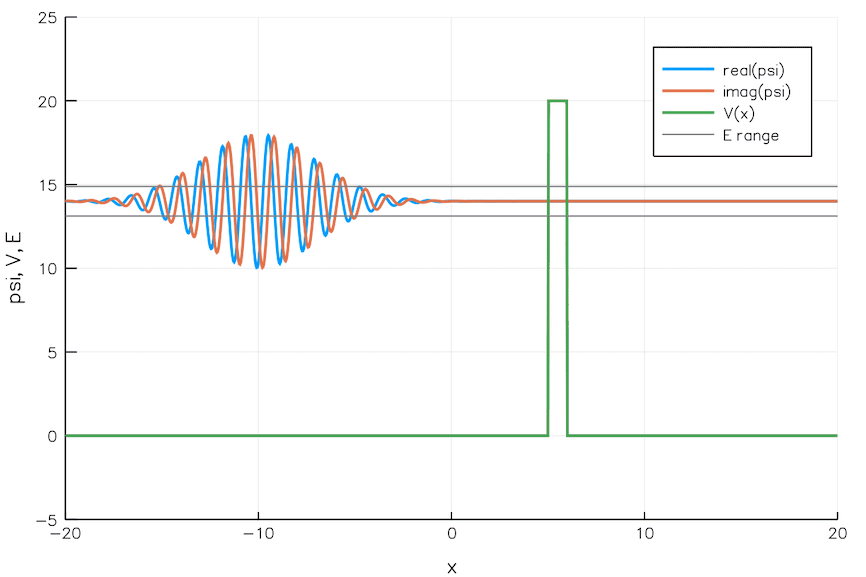 25
20
15
10
5
0
−5
−20
−10
0
10
20
x
psi, V, E
real(psi)
imag(psi)
V(x)
E range